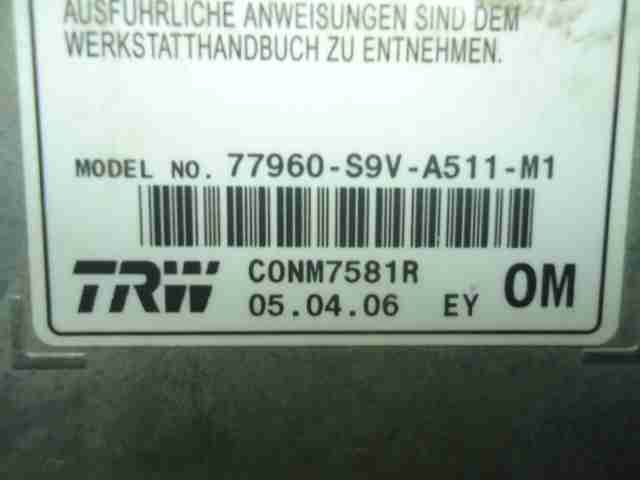 AUSFÜHRLICHE ANWEISUNGEN SIND DEM
WERKSTATTHANDBUCH ZU ENTNEHMEN.
MODEL NO. 77960-S9V-A511-M1
TRW CONM7581R
05.04.06 EY OM